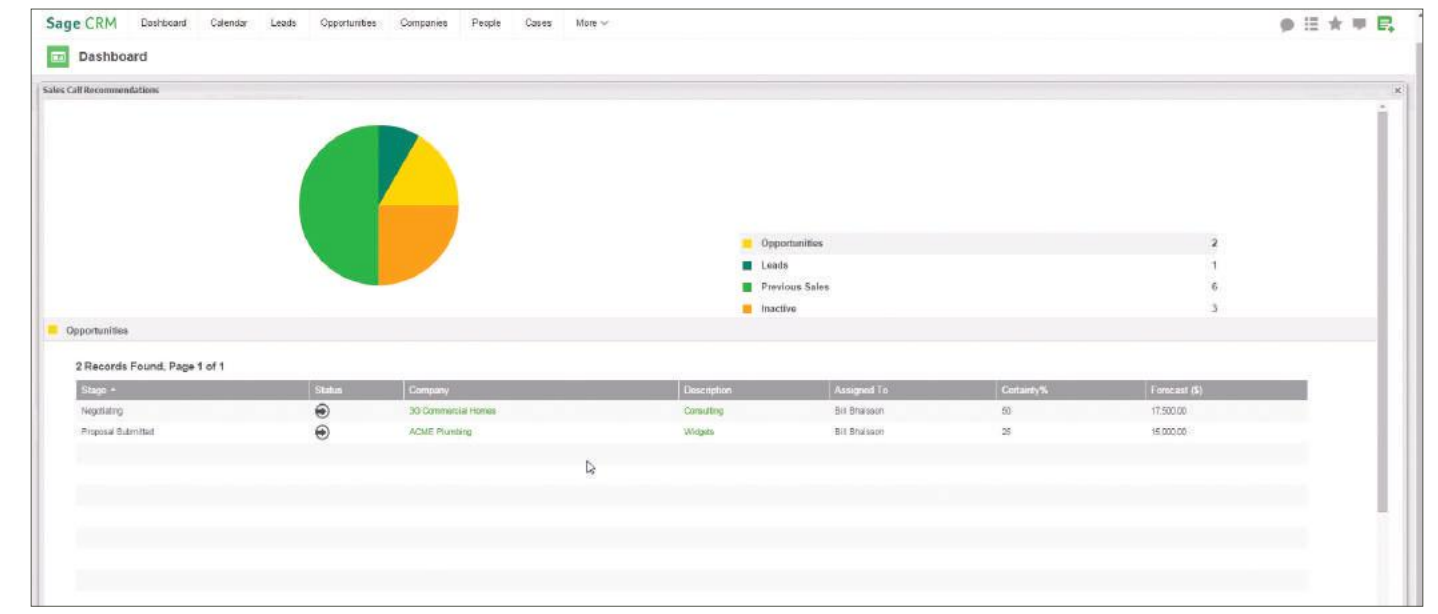 Sage CRM Dashboard Calendar Leads Opportunities Companies People Cases More
Dashboard
Sales Call Recommendations
Opportunities 2
Leads 1
Previous Sales 6
Inactive 3
Opportunities
2 Records Found, Page 1 of 1
Stage Status Company Description Assigned To Certainty% Forecast ($)
Negotiating 3G Commercial Homes Consulting Bill Bhaisson 50 17,500.00
Proposal Submitted ACME Plumbing Widgets Bill Bhaisson 25 15,000.00